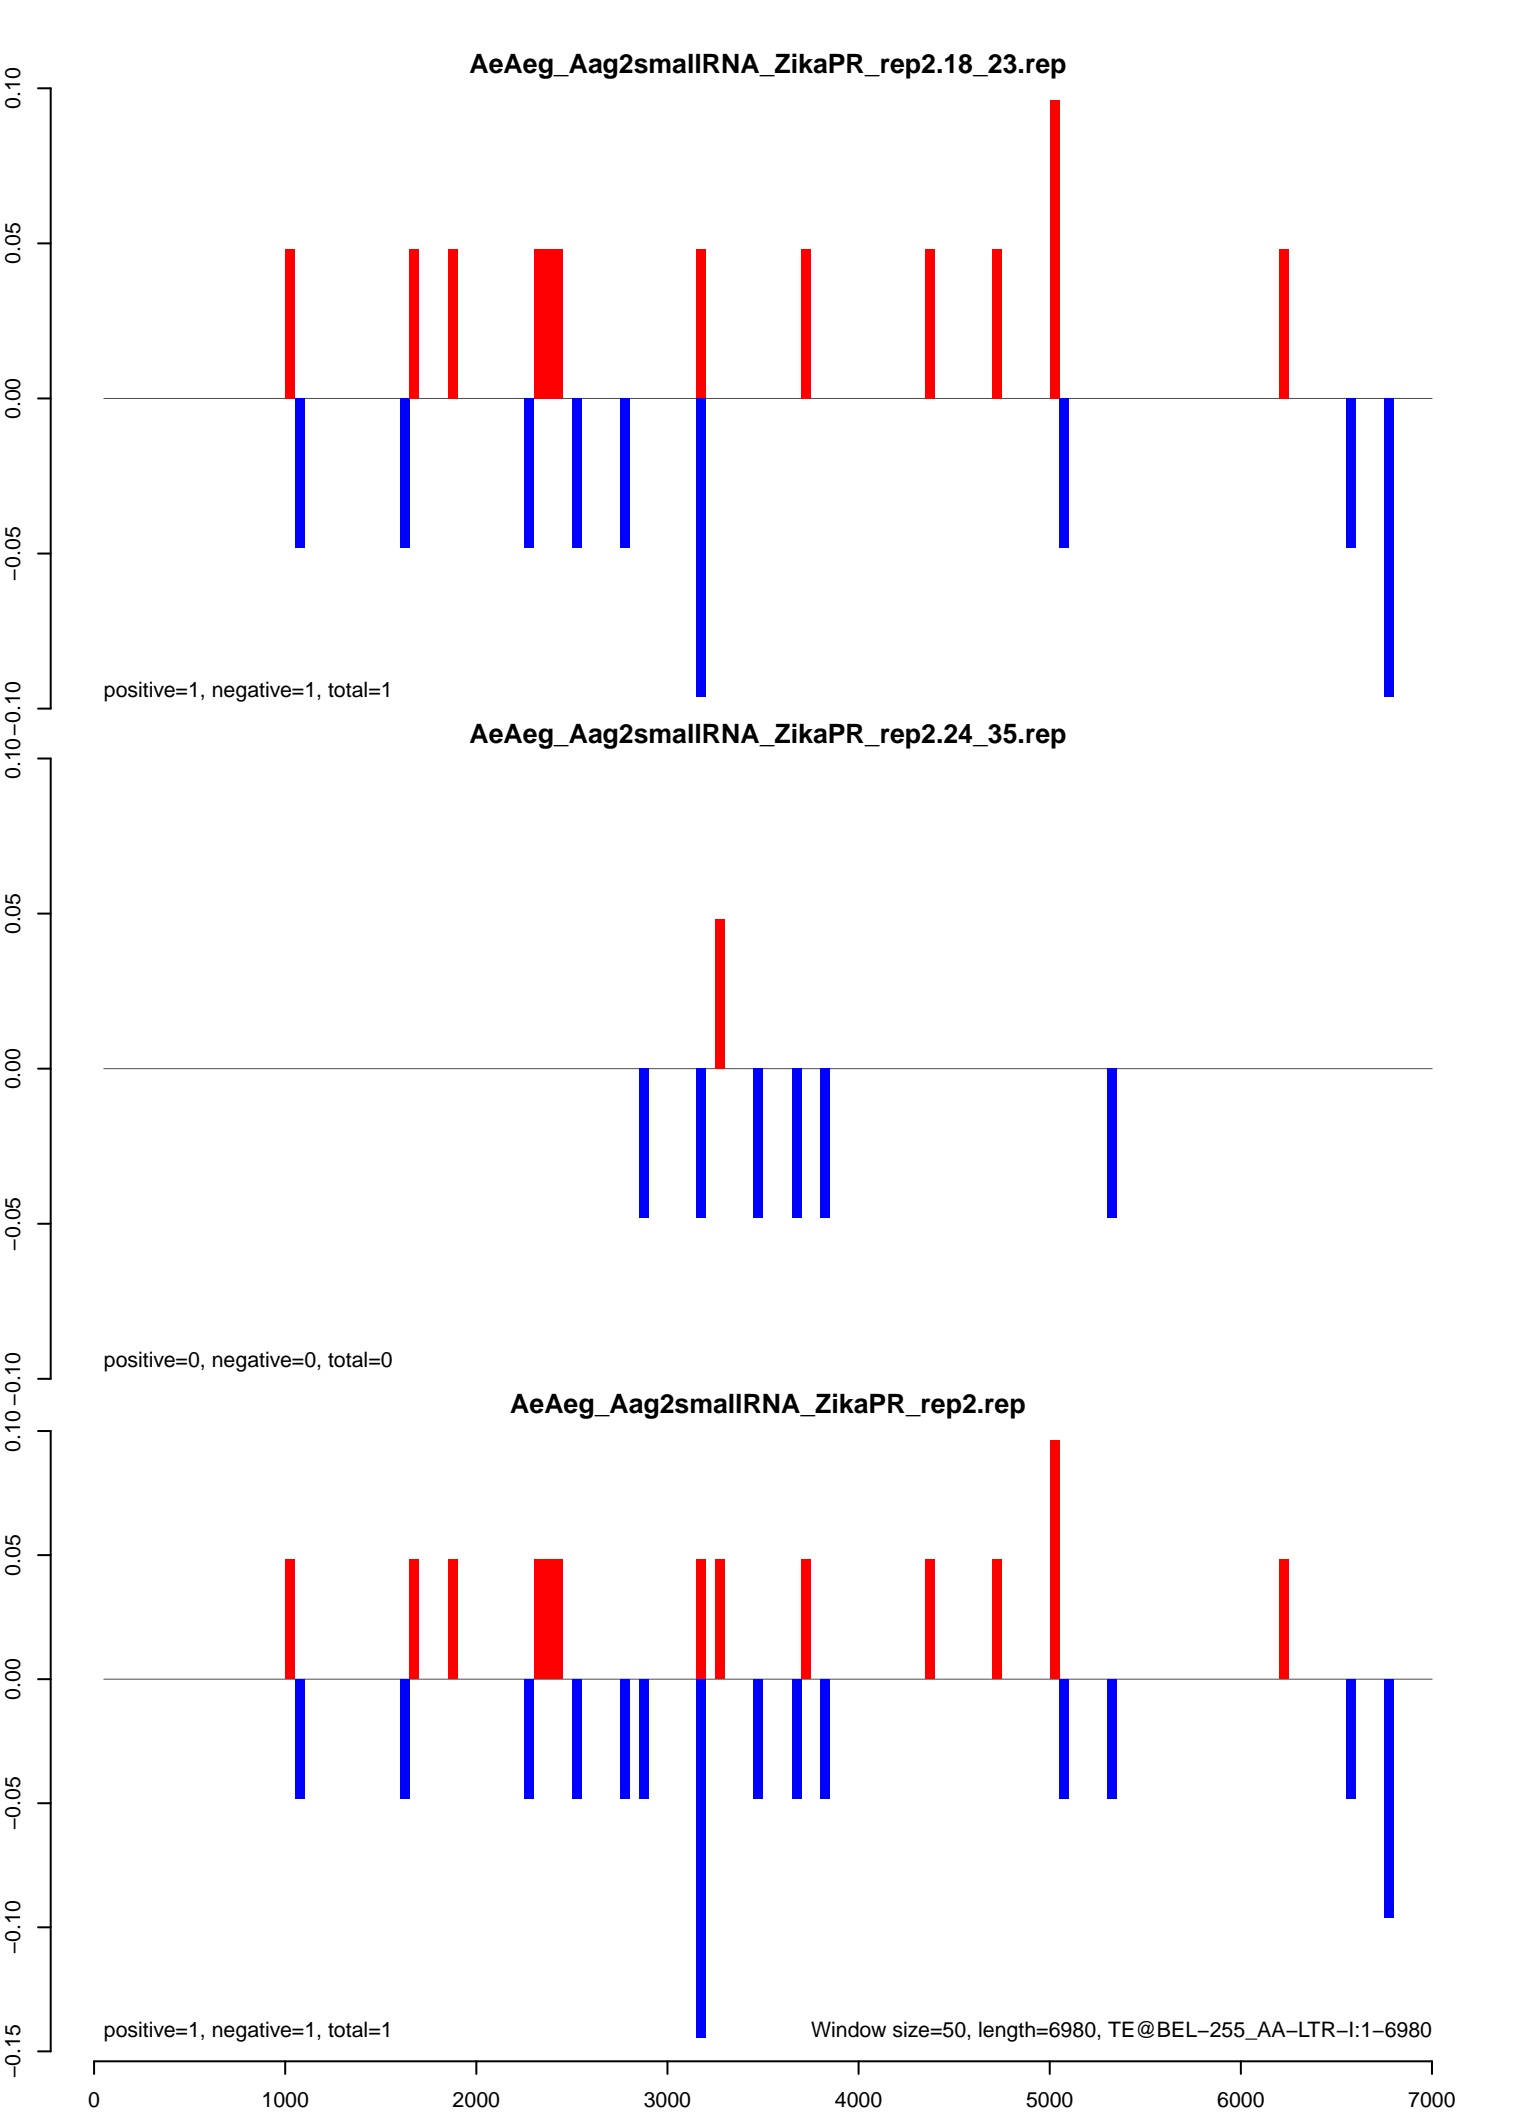 AeAeg_Aag2smallRNA_ZikaPR_rep2.18_23.rep
0.10
0.05
0.00
−0.05
−0.10
positive=1, negative=1, total=1
AeAeg_Aag2smallRNA_ZikaPR_rep2.24_35.rep
0.10
0.05
0.00
−0.05
−0.10
positive=0, negative=0, total=0
AeAeg_Aag2smallRNA_ZikaPR_rep2.rep
0.10
0.05
0.00
−0.05
−0.10
−0.15
positive=1, negative=1, total=1
Window size=50, length=6980, TE@BEL−255_AA−LTR−I:1−6980
0 1000 2000 3000 4000 5000 6000 7000